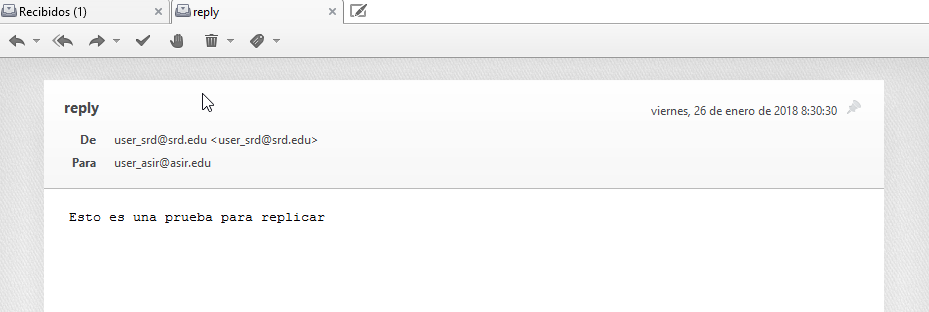 Recibidos (1)
reply
reply
viernes, 26 de enero de 2018 8:30:30
De user_srd@srd.edu <user_srd@srd.edu>
Para user_asir@asir.edu
Esto es una prueba para replicar